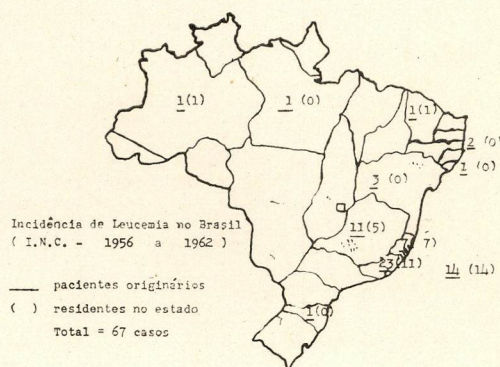 1(1)
1 (0)
1(1)
2 (0)
1 (0)
3 (0)
11(5)
7)
23(11)
14 (14)
1(0)
Incidência de Leucemia no Brasil
( I.N.C. - 1956 a 1962 )
pacientes originários
( ) residentes no estado
Total = 67 casos